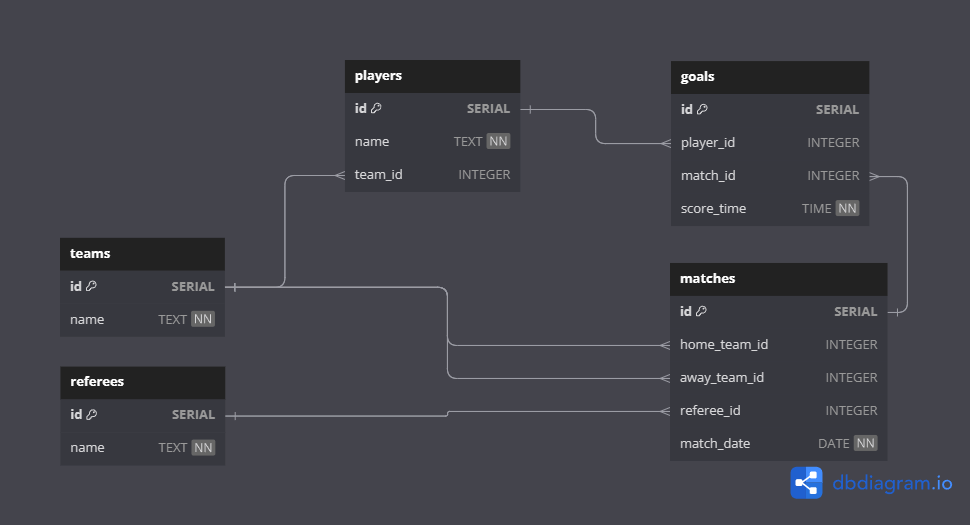 players
id SERIAL
name TEXT NN
team_id INTEGER
goals
id SERIAL
player_id INTEGER
match_id INTEGER
score_time TIME NN
teams
id SERIAL
name TEXT NN
matches
id SERIAL
home_team_id INTEGER
away_team_id INTEGER
referee_id INTEGER
match_date DATE NN
referees
id SERIAL
name TEXT NN
dbdiagram.io